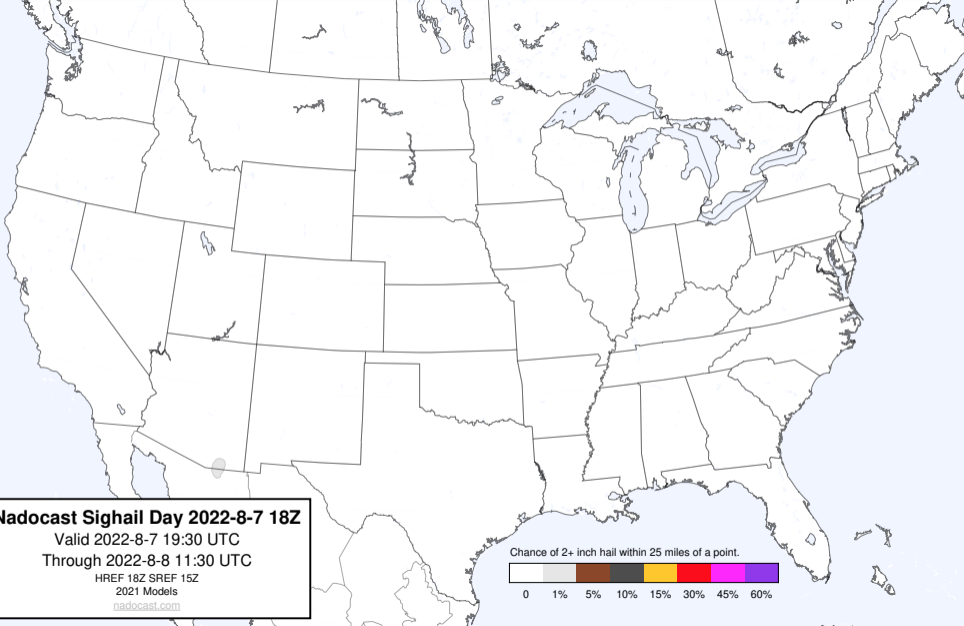 Nadocast Sighail Day 2022-8-7 18Z
Valid 2022-8-7 19:30 UTC
Through 2022-8-8 11:30 UTC
HREF 18Z SREF 15Z
2021 Models
nadocast.com
Chance of 2+ inch hail within 25 miles of a point.
0 1% 5% 10% 15% 30% 45% 60%